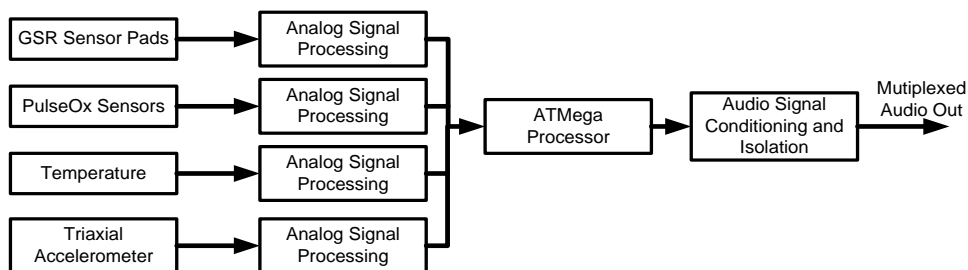 GSR Sensor Pads
Analog Signal
Processing
PulseOx Sensors
Analog Signal
Processing
Temperature
Analog Signal
Processing
Triaxial
Accelerometer
Analog Signal
Processing
ATMega
Processor
Audio Signal
Conditioning and
Isolation
Mutiplexed
Audio Out